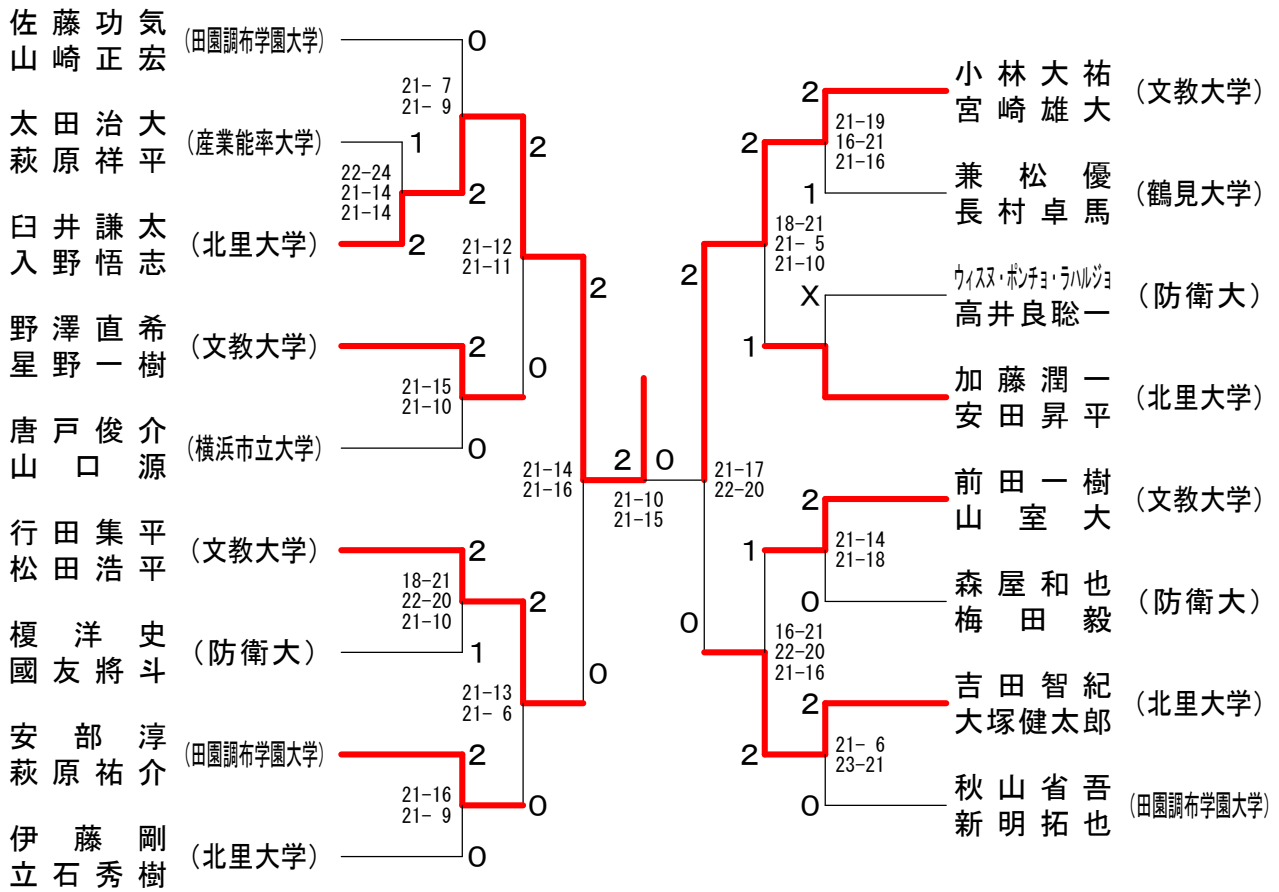 佐藤功気
山崎正宏
(田園調布学園大学)
0
21- 7
21- 9
太田治大
萩原祥平
(産業能率大学)
1
22-24
21-14
21-14
2
2
臼井謙太
入野悟志
(北里大学)
2
21-12
21-11
2
野澤直希
星野一樹
(文教大学)
2
0
21-15
21-10
唐戸俊介
山口源
(横浜市立大学)
0
21-14
21-16
行田集平
松田浩平
(文教大学)
2
18-21
22-20
21-10
2
榎洋史
國友將斗
(防衛大)
1
0
21-13
21- 6
安部淳
萩原祐介
(田園調布学園大学)
2
21-16
21- 9
0
伊藤剛
立石秀樹
(北里大学)
0
2 0
21-10
21-15
小林大祐
宮崎雄大
(文教大学)
2
21-19
16-21
21-16
2
兼松優
長村卓馬
(鶴見大学)
1
18-21
21- 5
21-10
2
ウィスヌ・ポンチョ・ラハルジョ
高井良聡一
(防衛大)
X
1
加藤潤一
安田昇平
(北里大学)
21-17
22-20
前田一樹
山室大
(文教大学)
2
21-14
21-18
1
森屋和也
梅田毅
(防衛大)
0
0
16-21
22-20
21-16
吉田智紀
大塚健太郎
(北里大学)
2
21- 6
23-21
2
秋山省吾
新明拓也
(田園調布学園大学)
0